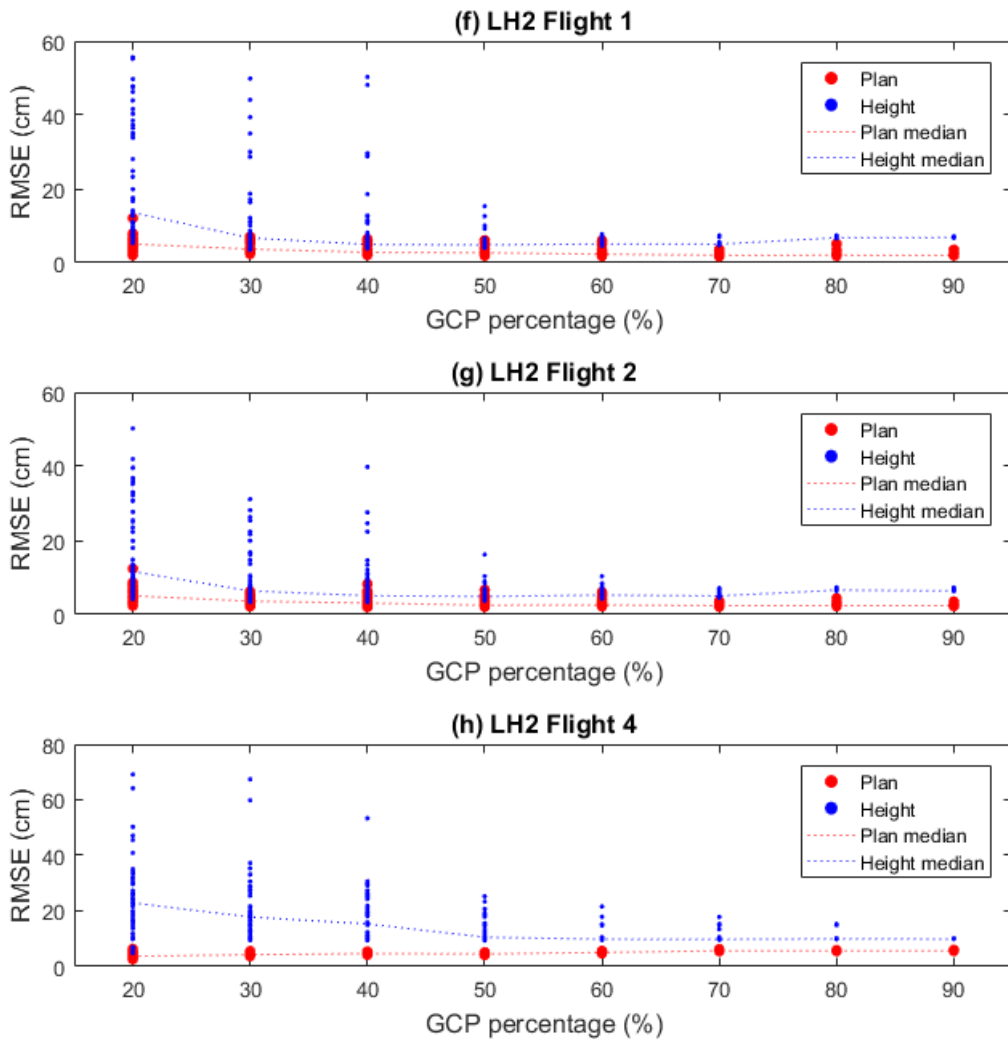 (f) LH2 Flight 1
60
40
20
0
RMSE (cm)
Plan
Height
Plan median
Height median
20 30 40 50 60 70 80 90
GCP percentage (%)
(g) LH2 Flight 2
60
40
20
0
RMSE (cm)
Plan
Height
Plan median
Height median
20 30 40 50 60 70 80 90
GCP percentage (%)
(h) LH2 Flight 4
80
60
40
20
0
RMSE (cm)
Plan
Height
Plan median
Height median
20 30 40 50 60 70 80 90
GCP percentage (%)